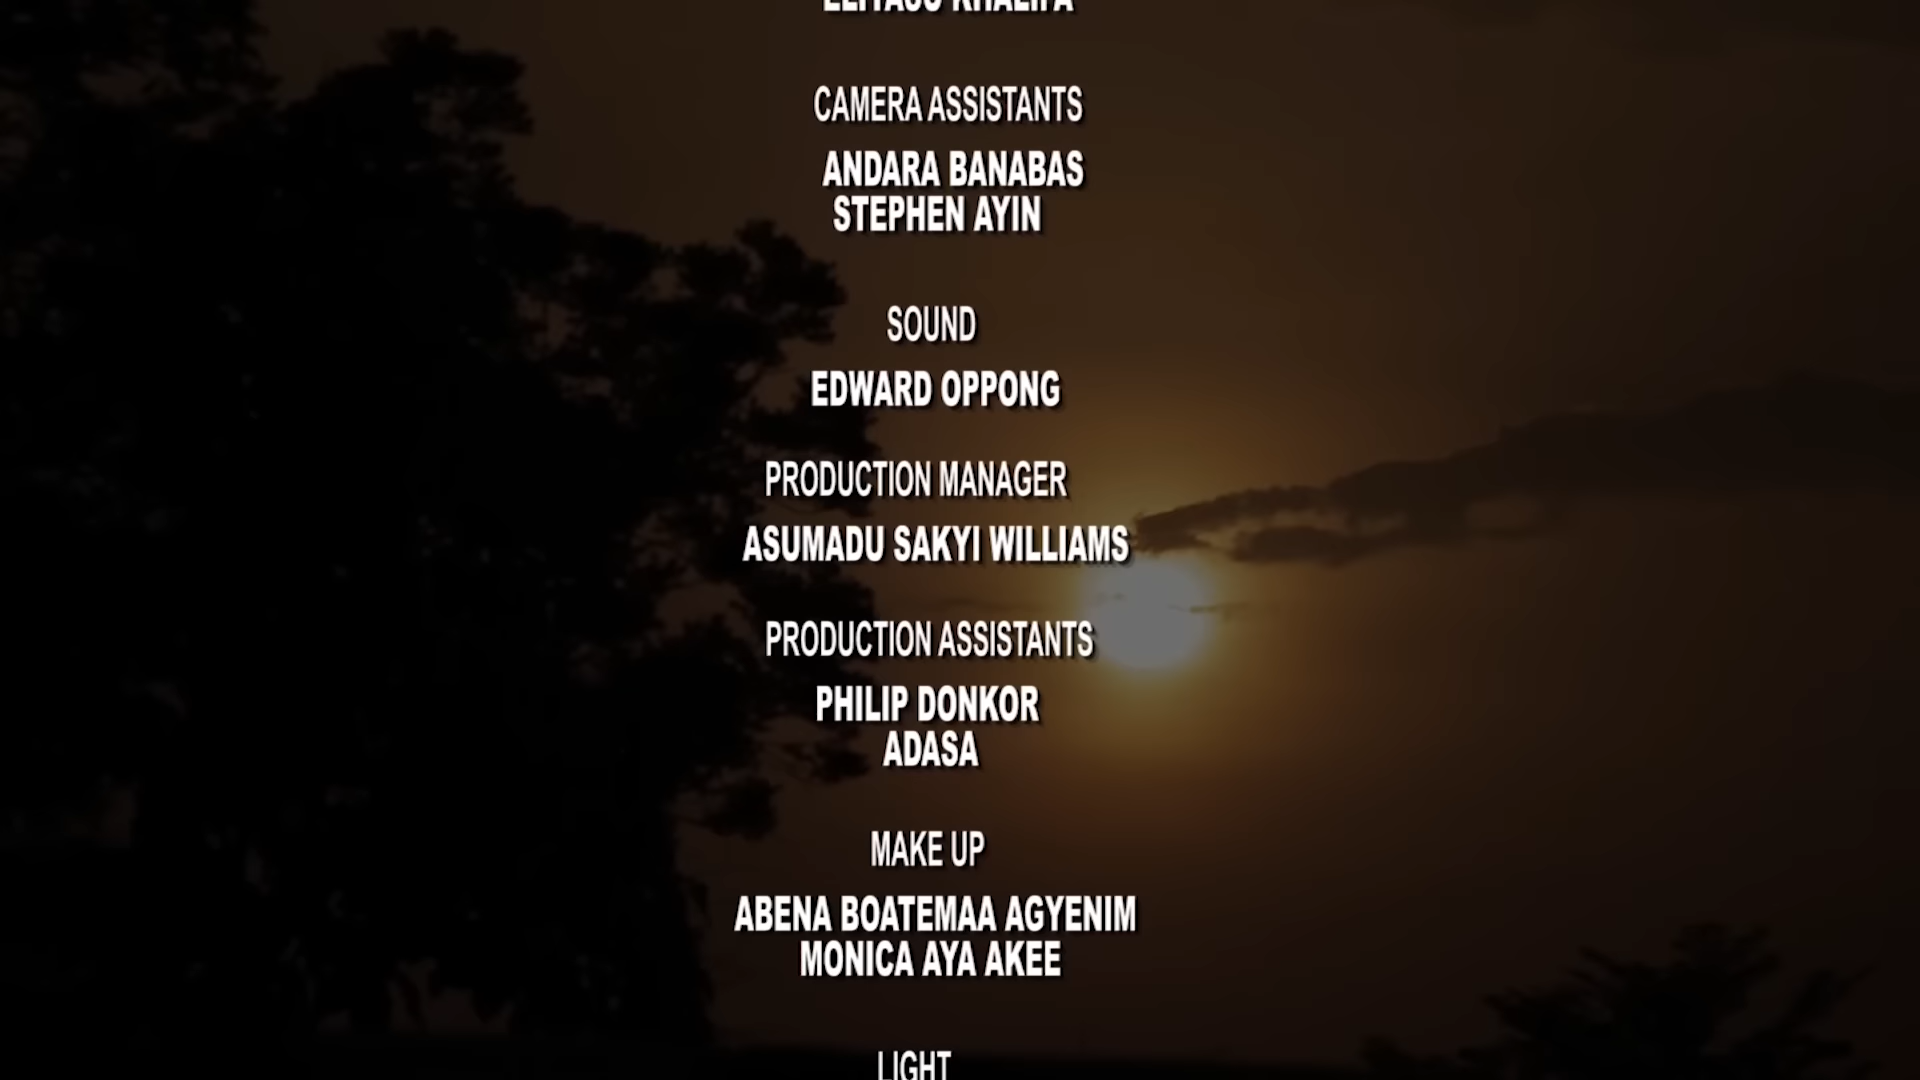 KHALIFA
CAMERA ASSISTANTS
ANDARA BANABAS
STEPHEN AYIN
SOUND
EDWARD OPPONG
PRODUCTION MANAGER
ASUMADU SAKYI WILLIAMS
PRODUCTION ASSISTANTS
PHILIP DONKOR
ADASA
MAKE UP
ABENA BOATEMAA AGYENIM
MONICA AYA AKEE
LIGHT